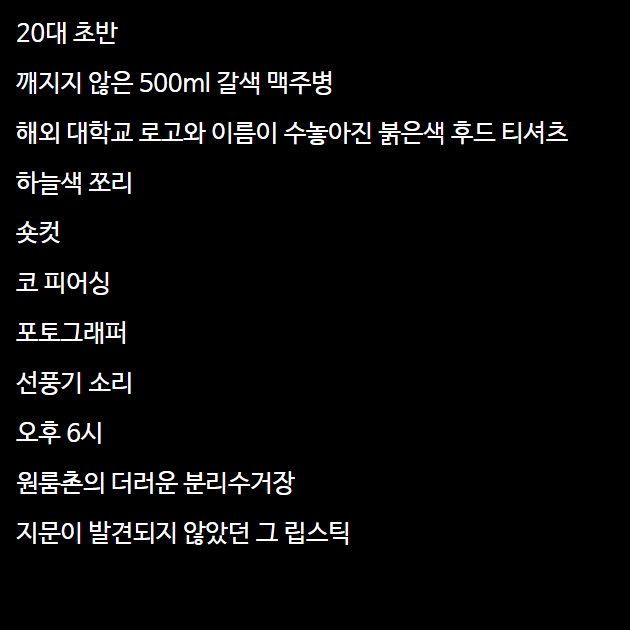 20대 초반
깨지지 않은 500ml 갈색 맥주병
해외 대학교 로고와 이름이 수놓아진 붉은색 후드 티셔츠
하늘색 쪼리
숏컷
코 피어싱
포토그래퍼
선풍기 소리
오후 6시
원룸촌의 더러운 분리수거장
지문이 발견되지 않았던 그 립스틱